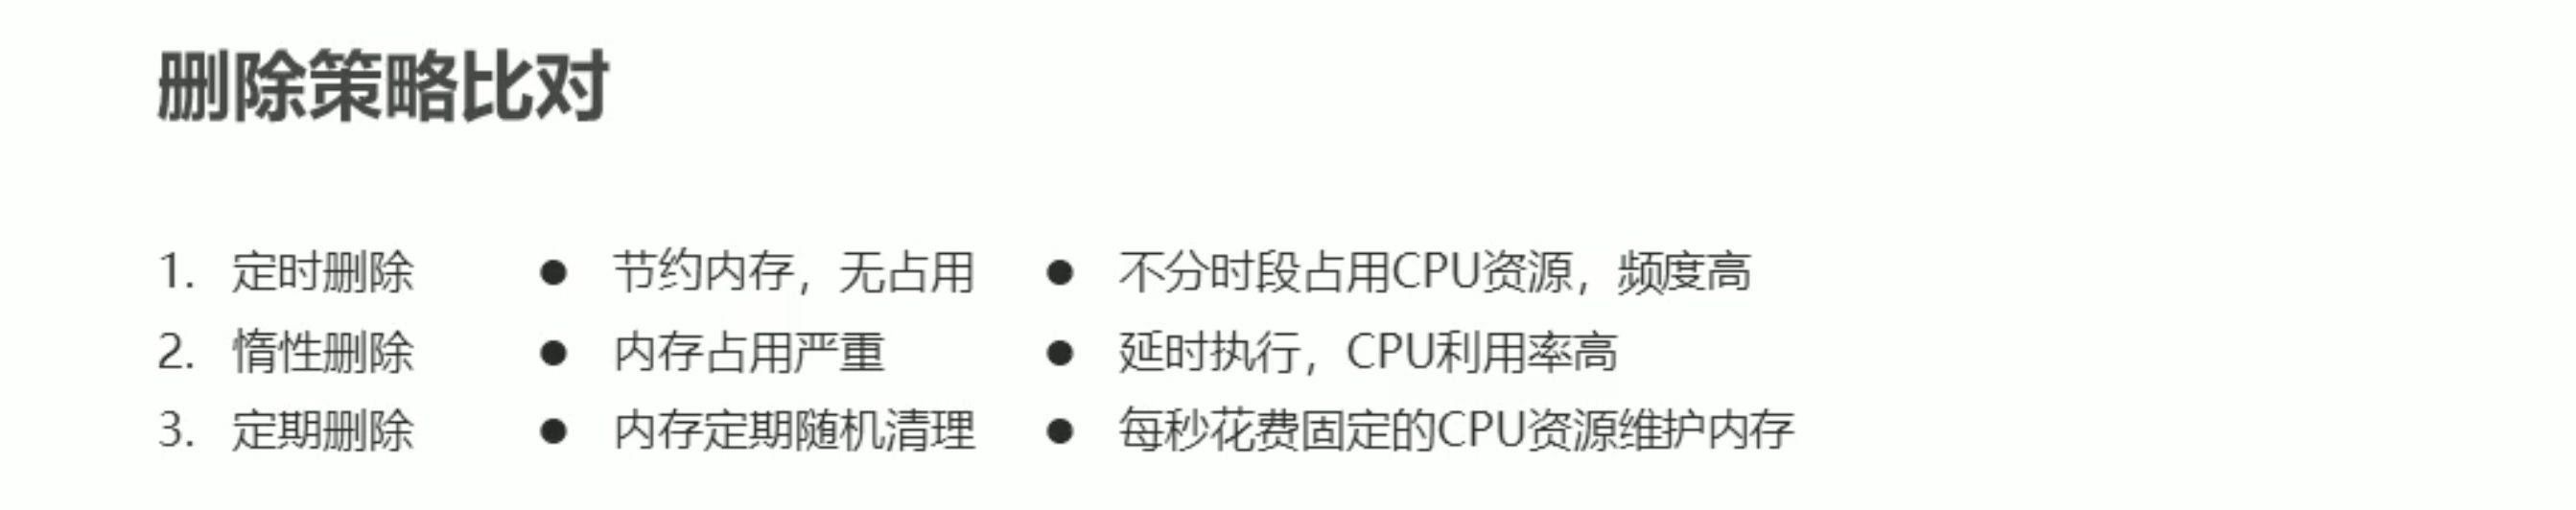 删除策略比对
1. 定时删除 ● 节约内存，无占用 ● 不分时段占用CPU资源，频度高
2. 惰性删除 ● 内存占用严重 ● 延时执行，CPU利用率高
3. 定期删除 ● 内存定期随机清理 ● 每秒花费固定的CPU资源维护内存